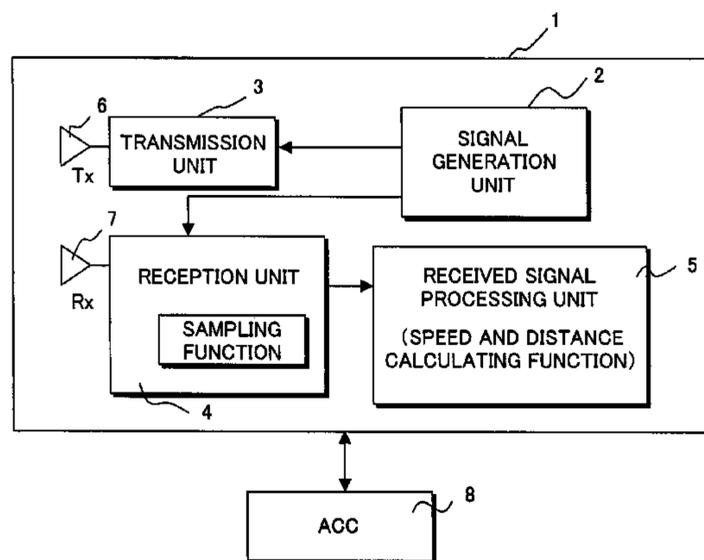 1
2
3
6
TRANSMISSION
UNIT
SIGNAL
GENERATION
UNIT
Tx
7
Rx
RECEPTION UNIT
SAMPLING
FUNCTION
4
RECEIVED SIGNAL
PROCESSING UNIT
(SPEED AND DISTANCE
CALCULATING FUNCTION)
5
ACC
8